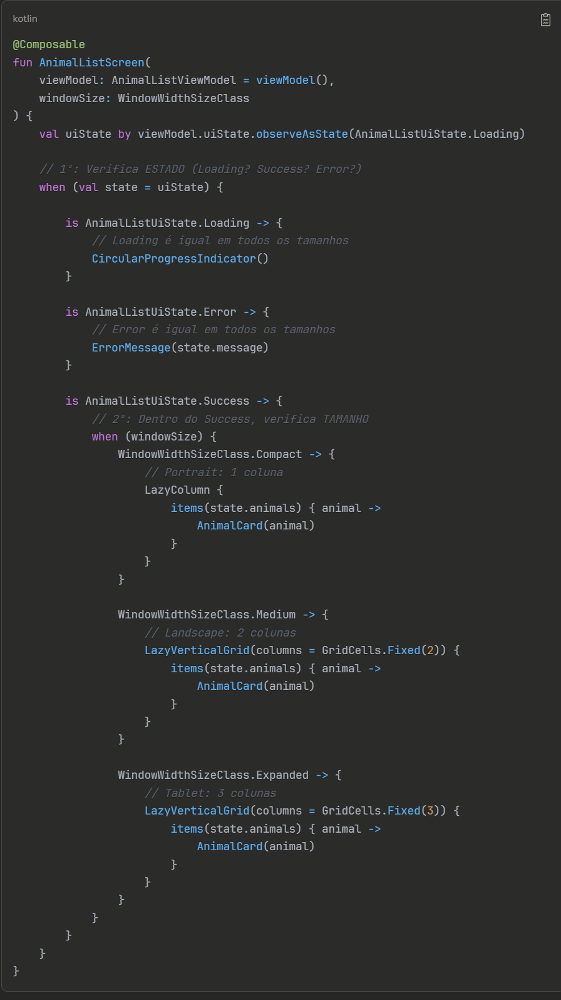 kotlin
@Composable
fun AnimalListScreen(
    viewModel: AnimalListViewModel = viewModel(),
    windowSize: WindowWidthSizeClass
) {
    val uiState by viewModel.uiState.observeAsState(AnimalListUiState.Loading)
    // 1º: Verifica ESTADO (Loading? Success? Error?)
    when (val state = uiState) {
        is AnimalListUiState.Loading -> {
            // Loading é igual em todos os tamanhos
            CircularProgressIndicator()
        }
        is AnimalListUiState.Error -> {
            // Error é igual em todos os tamanhos
            ErrorMessage(state.message)
        }
        is AnimalListUiState.Success -> {
            // 2º: Dentro do Success, verifica TAMANHO
            when (windowSize) {
                WindowWidthSizeClass.Compact -> {
                    // Portrait: 1 coluna
                    LazyColumn {
                        items(state.animals) { animal ->
                            AnimalCard(animal)
                        }
                    }
                }
                WindowWidthSizeClass.Medium -> {
                    // Landscape: 2 colunas
                    LazyVerticalGrid(columns = GridCells.Fixed(2)) {
                        items(state.animals) { animal ->
                            AnimalCard(animal)
                        }
                    }
                }
                WindowWidthSizeClass.Expanded -> {
                    // Tablet: 3 colunas
                    LazyVerticalGrid(columns = GridCells.Fixed(3)) {
                        items(state.animals) { animal ->
                            AnimalCard(animal)
                        }
                    }
                }
            }
        }
    }
}